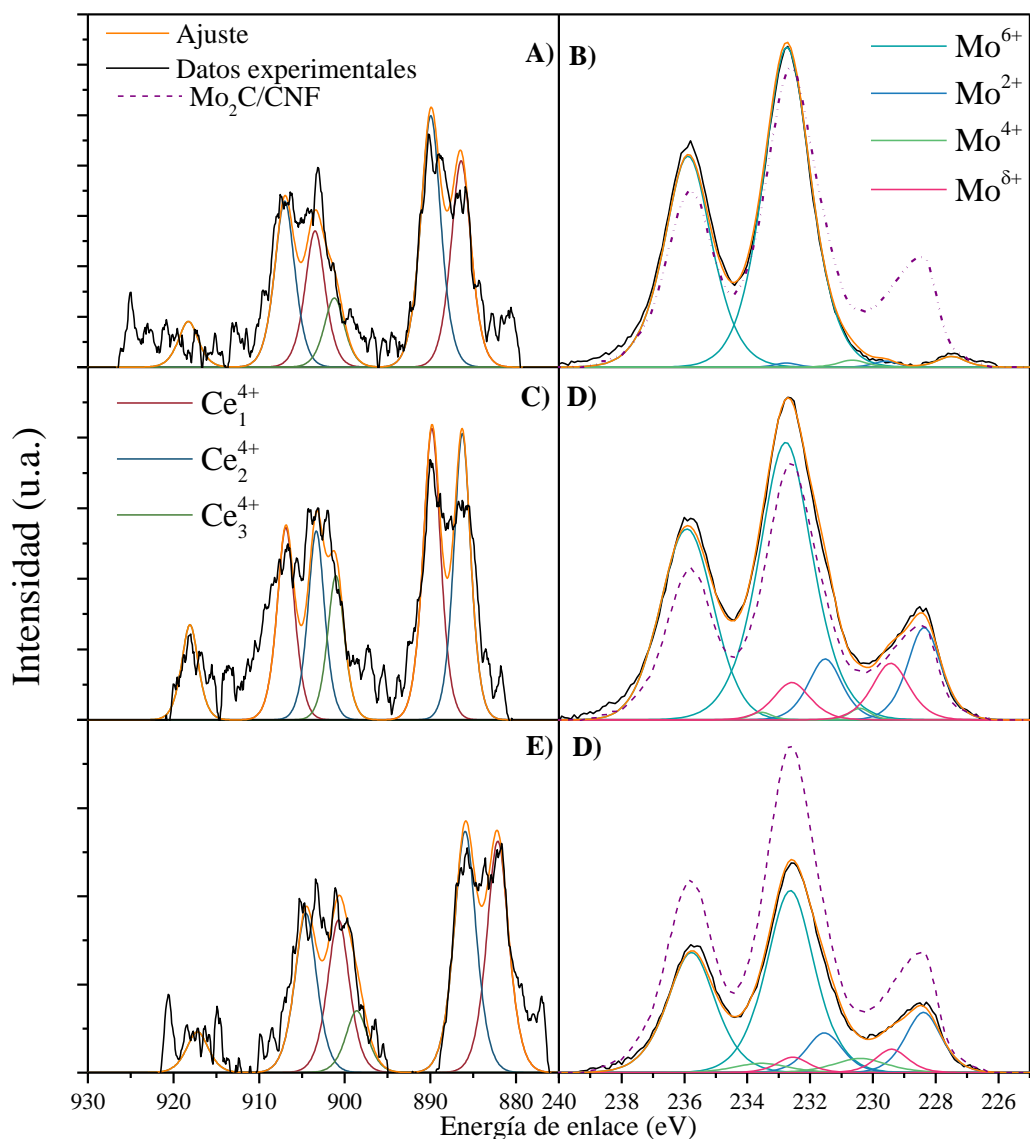 Ajuste
Datos experimentales
Mo₂C/CNF
A)
B)
Mo⁶⁺
Mo²⁺
Mo⁴⁺
Mo^δ+
Ce₁⁴⁺
Ce₂⁴⁺
Ce₃⁴⁺
C)
D)
E)
D)
Intensidad (u.a.)
930 920 910 900 890 880 240 238 236 234 232 230 228 226
Energía de enlace (eV)